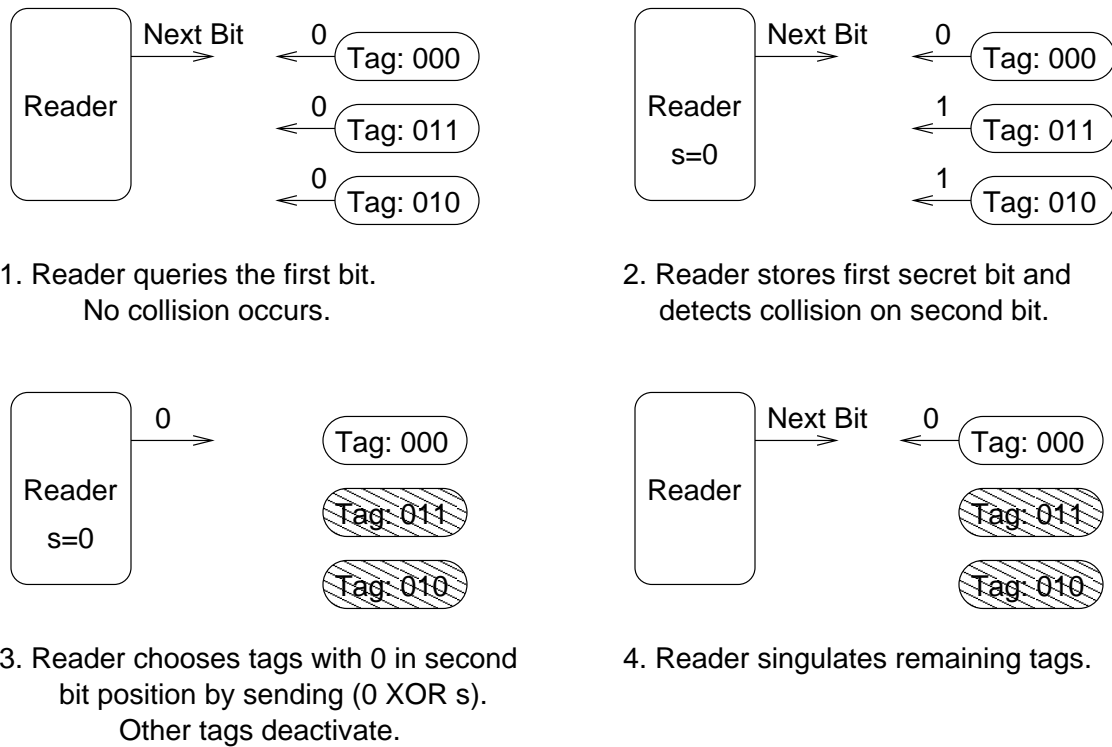 Next Bit
0
Tag: 000
Reader
0
Tag: 011
0
Tag: 010
1. Reader queries the first bit.
No collision occurs.
Next Bit
0
Tag: 000
Reader
s=0
1
Tag: 011
1
Tag: 010
2. Reader stores first secret bit and
detects collision on second bit.
0
Tag: 000
Reader
s=0
Tag: 011
Tag: 010
3. Reader chooses tags with 0 in second
bit position by sending (0 XOR s).
Other tags deactivate.
Next Bit
0
Tag: 000
Reader
Tag: 011
Tag: 010
4. Reader singulates remaining tags.